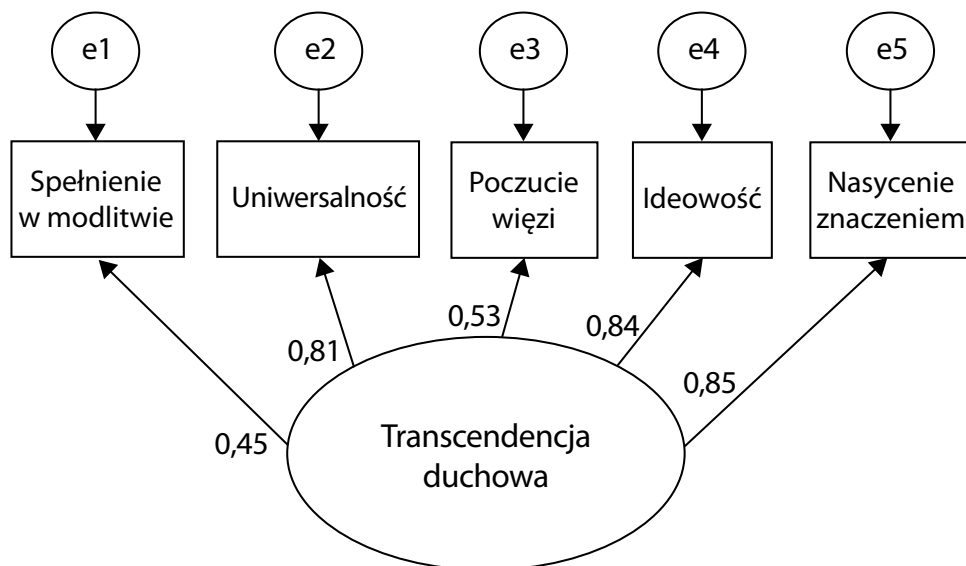 e1
e2
e3
e4
e5
Spełnienie
w modlitwie
Uniwersalność
Poczucie
więzi
Ideowość
Nasycenie
znaczeniem
0,45
0,81
0,53
0,84
0,85
Transcendencja
duchowa